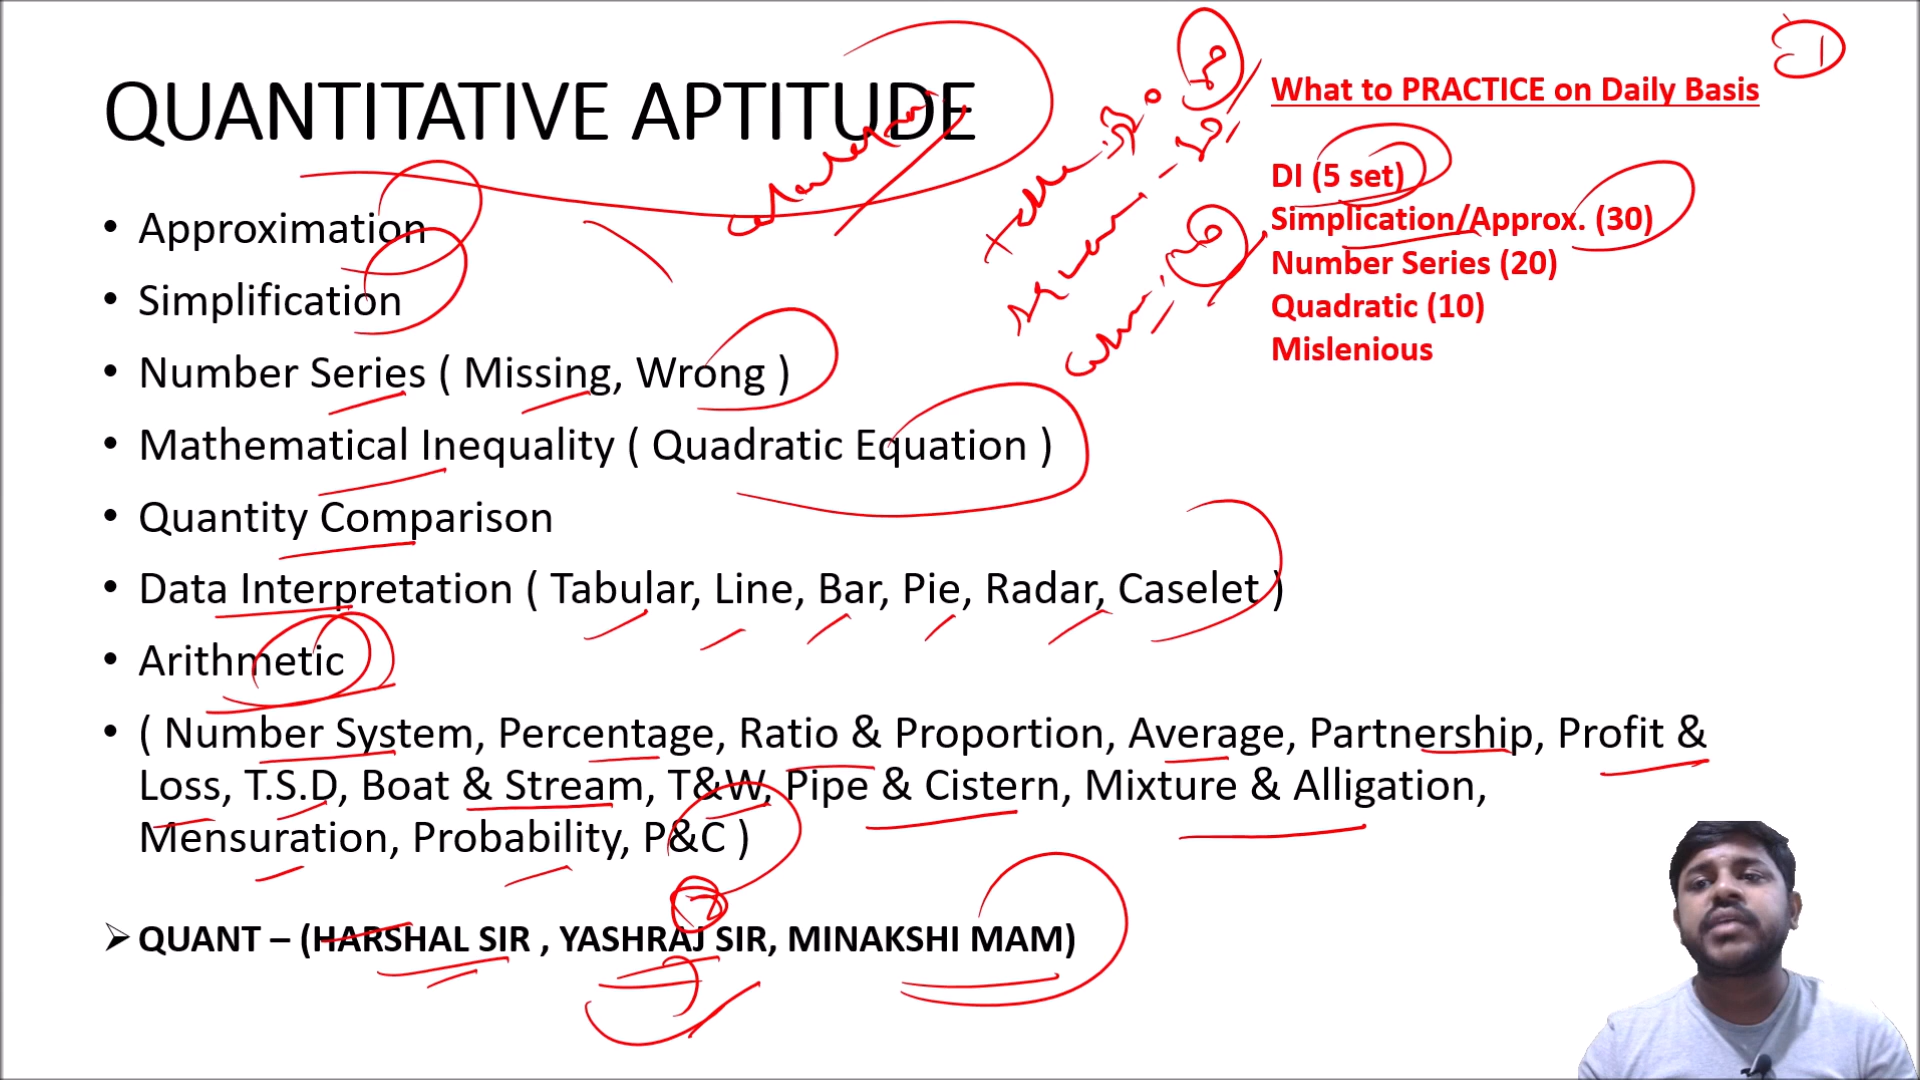 QUANTITATIVE APTITUDE
• Approximation
• Simplification
• Number Series ( Missing, Wrong )
• Mathematical Inequality ( Quadratic Equation )
• Quantity Comparison
• Data Interpretation ( Tabular, Line, Bar, Pie, Radar, Caselet )
• Arithmetic
• ( Number System, Percentage, Ratio & Proportion, Average, Partnership, Profit &
Loss, T.S.D, Boat & Stream, T&W, Pipe & Cistern, Mixture & Alligation,
Mensuration, Probability, P&C )
➢ QUANT – (HARSHAL SIR , YASHRAJ SIR, MINAKSHI MAM)
What to PRACTICE on Daily Basis
DI (5 set)
Simplication/Approx. (30)
Number Series (20)
Quadratic (10)
Mislenious